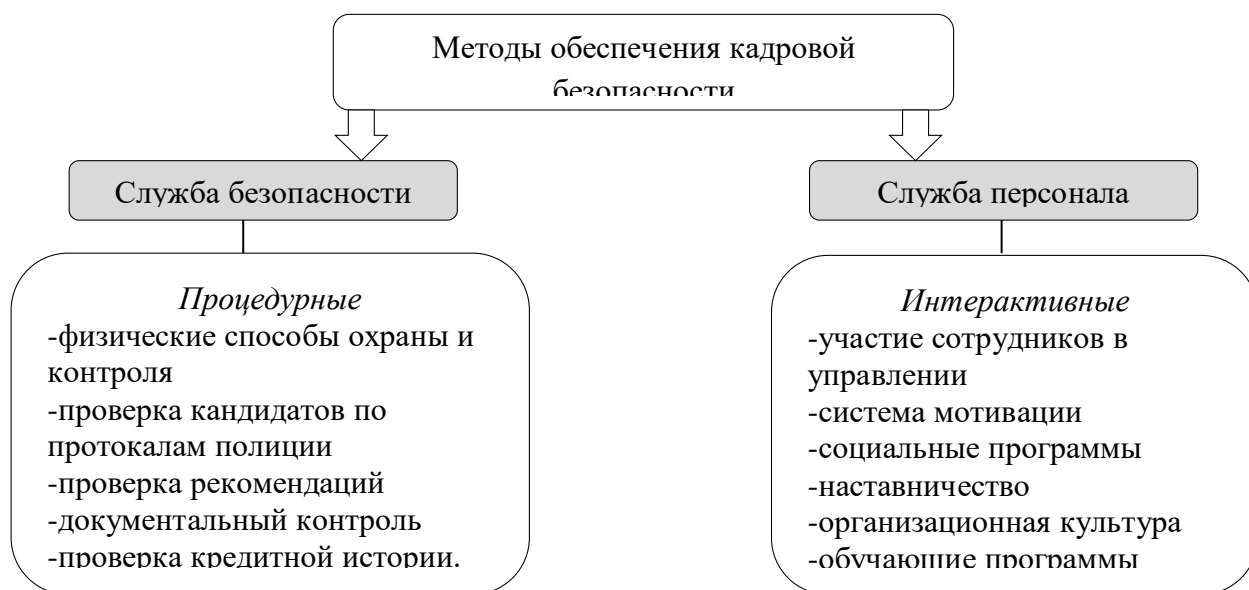 Методы обеспечения кадровой
безопасности
Служба безопасности
Служба персонала
Процедурные
-физические способы охраны и
контроля
-проверка кандидатов по
протокалам полиции
-проверка рекомендаций
-документальный контроль
-проверка кредитной истории.
Интерактивные
-участие сотрудников в
управлении
-система мотивации
-социальные программы
-наставничество
-организационная культура
-обучающие программы